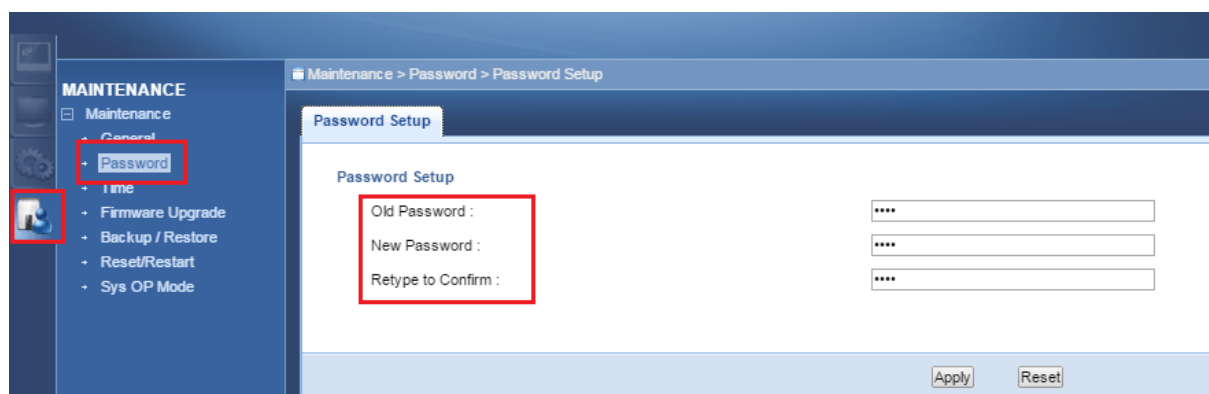 Maintenance > Password > Password Setup
MAINTENANCE
Maintenance
General
Password
Time
Firmware Upgrade
Backup / Restore
Reset/Restart
Sys OP Mode
Password Setup
Password Setup
Old Password : ••••
New Password : ••••
Retype to Confirm : ••••
Apply Reset